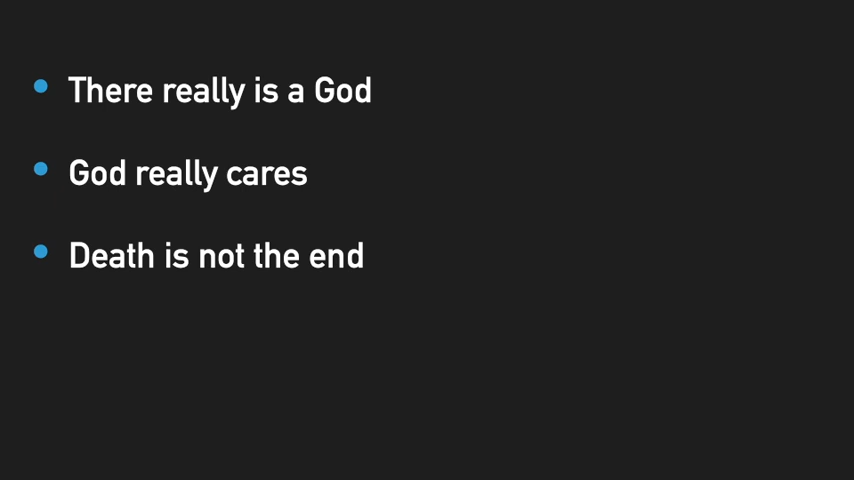 There really is a God
God really cares
Death is not the end